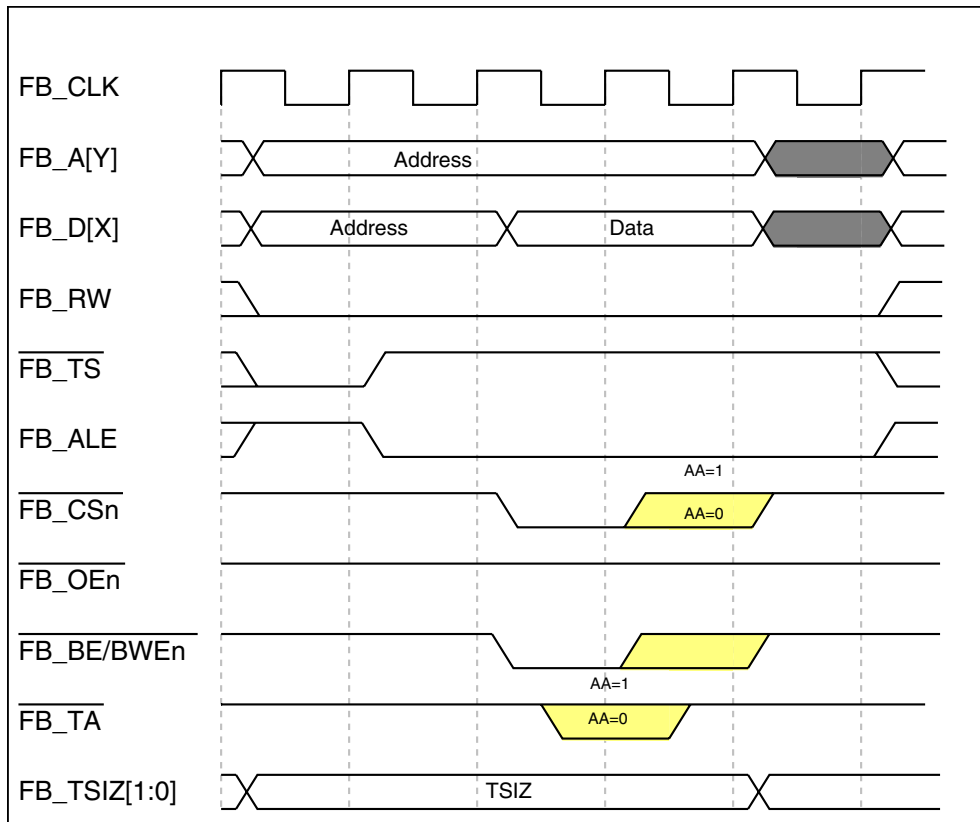 FB_CLK
FB_A[Y]
Address
FB_D[X]
Address
Data
FB_RW
FB_TS
FB_ALE
AA=1
FB_CSn
AA=0
FB_OEn
FB_BE/BWEn
AA=1
FB_TA
AA=0
FB_TSIZ[1:0]
TSIZ